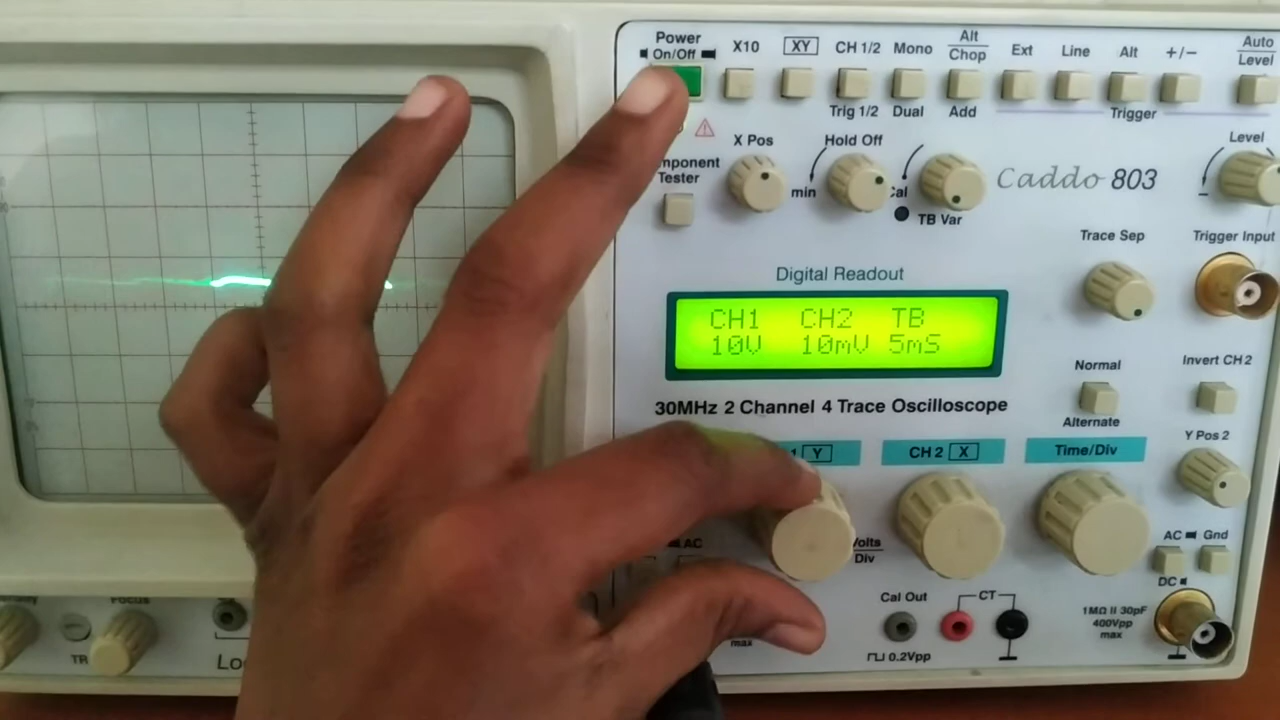 Power
On/Off
X10
XY
CH 1/2
Mono
Alt
Chop
Ext
Line
Alt
+/−
Auto
Level
Trig 1/2
Dual
Add
Trigger
X Pos
Hold Off
Level
mponent
Tester
min
Cal
TB Var
Caddo 803
Trace Sep
Trigger Input
Digital Readout
CH1 CH2 TB
10V 10mV 5mS
Normal
Alternate
Invert CH 2
30MHz 2 Channel 4 Trace Oscilloscope
Y Pos 2
1 Y
CH 2 X
Time/Div
AC
Volts
Div
AC
Gnd
DC
Cal Out
CT
1MΩ II 30pF
400Vpp
max
0.2Vpp
max
Focus
TR